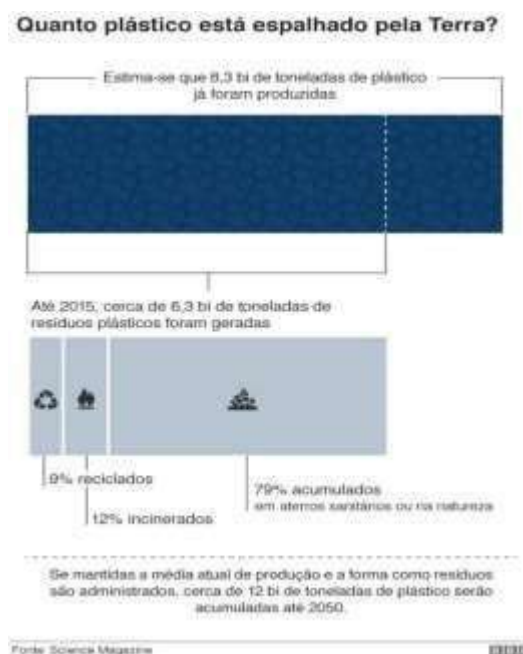 Quanto plástico está espalhado pela Terra?
Estima-se que 8,3 bi de toneladas de plástico
já foram produzidas
Até 2015, cerca de 6,3 bi de toneladas de
resíduos plásticos foram geradas
9% reciclados
12% incinerados
79% acumulados
em aterros sanitários ou na natureza
Se mantidas a média atual de produção e a forma como resíduos
são administrados, cerca de 12 bi de toneladas de plástico serão
acumuladas até 2050.
Fonte: Science Magazine
BBC